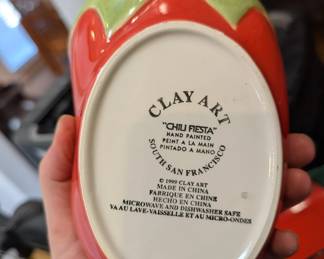 CLAY ART
"CHILI FIESTA"
HAND PAINTED
PEINT A LA MAIN
PINTADO A MANO
SOUTH SAN FRANCISCO
© 1999 CLAY ART
MADE IN CHINA
FABRIQUE EN CHINE
HECHO EN CHINA
MICROWAVE AND DISHWASHER SAFE
VA AU LAVE-VAISSELLE ET AU MICRO-ONDES